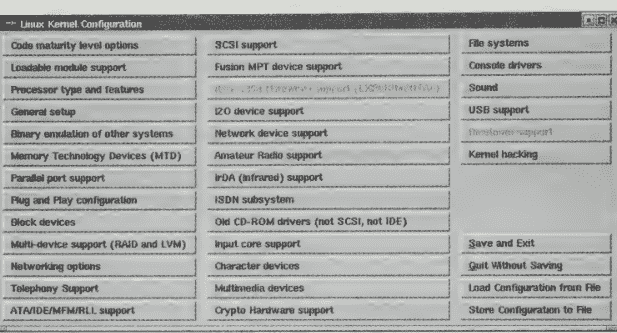 Linux Kernel Configuration
Code maturity level options
Loadable module support
Processor type and features
General setup
Binary emulation of other systems
Memory Technology Devices (MTD)
Parallel port support
Plug and Play configuration
Block devices
Multi-device support (RAID and LVM)
Networking options
Telephony Support
ATA/IDE/MFM/RLL support
SCSI support
Fusion MPT device support
support (EXPERIMENTAL)
I2O device support
Network device support
Amateur Radio support
IrDA (infrared) support
ISDN subsystem
Old CD-ROM drivers (not SCSI, not IDE)
Input core support
Character devices
Multimedia devices
Crypto Hardware support
File systems
Console drivers
Sound
USB support
support
Kernel hacking
Save and Exit
Quit Without Saving
Load Configuration from File
Store Configuration to File